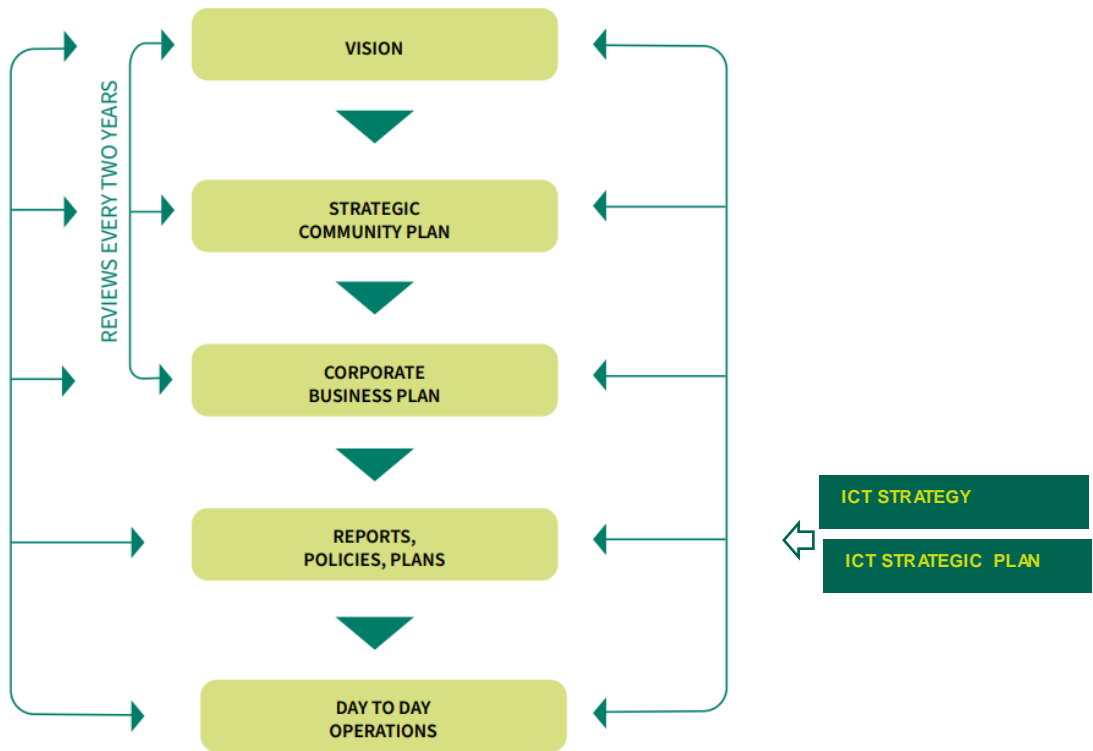 VISION
REVIEWS EVERY TWO YEARS
STRATEGIC
COMMUNITY PLAN
CORPORATE
BUSINESS PLAN
REPORTS,
POLICIES, PLANS
ICT STRATEGY
ICT STRATEGIC PLAN
DAY TO DAY
OPERATIONS